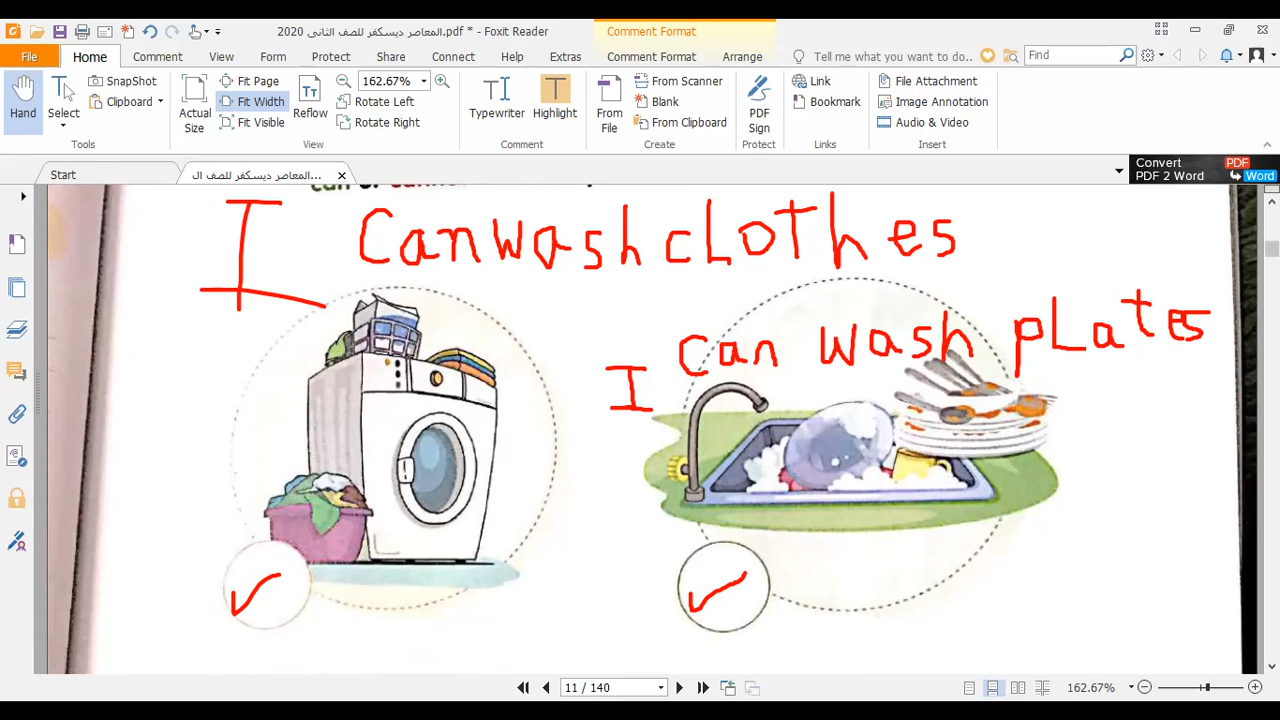 المعاصر ديسكفر للصف الثانى 2020.pdf * - Foxit Reader
Comment Format
File
Home
Comment
View
Form
Protect
Share
Connect
Help
Extras
Comment Format
Arrange
Tell me what you want to do..
Find
Hand
Select
SnapShot
Clipboard
Actual Size
Fit Page
Fit Width
Fit Visible
Reflow
162.67%
Rotate Left
Rotate Right
Typewriter
Highlight
From File
From Scanner
Blank
From Clipboard
PDF Sign
Link
Bookmark
File Attachment
Image Annotation
Audio & Video
Tools
View
Comment
Create
Protect
Links
Insert
Start
المعاصر ديسكفر للصف ال...
Convert PDF
PDF 2 Word Word
I Can wash cLothes
I can wash pLates
11 / 140
162.67%